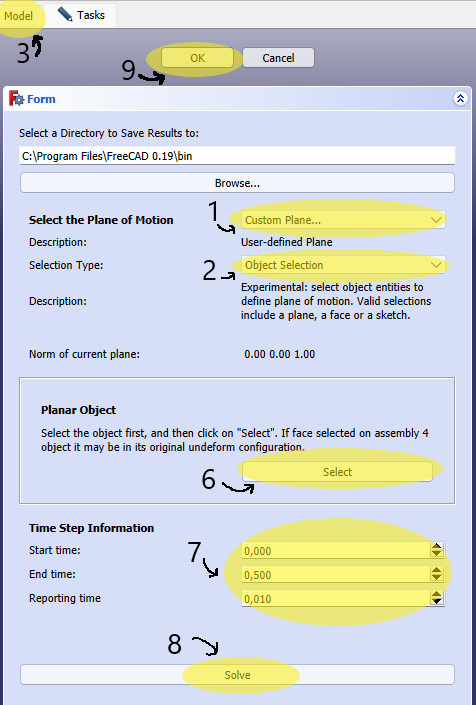 Model
Tasks
3
9
OK
Cancel
Form
Select a Directory to Save Results to:
C:\Program Files\FreeCAD 0.19\bin
Browse...
1
Select the Plane of Motion
Custom Plane...
Description:
User-defined Plane
2
Selection Type:
Object Selection
Description:
Experimental: select object entities to
define plane of motion. Valid selections
include a plane, a face or a sketch.
Norm of current plane:
0.00 0.00 1.00
Planar Object
Select the object first, and then click on "Select". If face selected on assembly 4
object it may be in its original undeform configuration.
6
Select
Time Step Information
7
Start time:
0,000
End time:
0,500
Reporting time
0,010
8
Solve